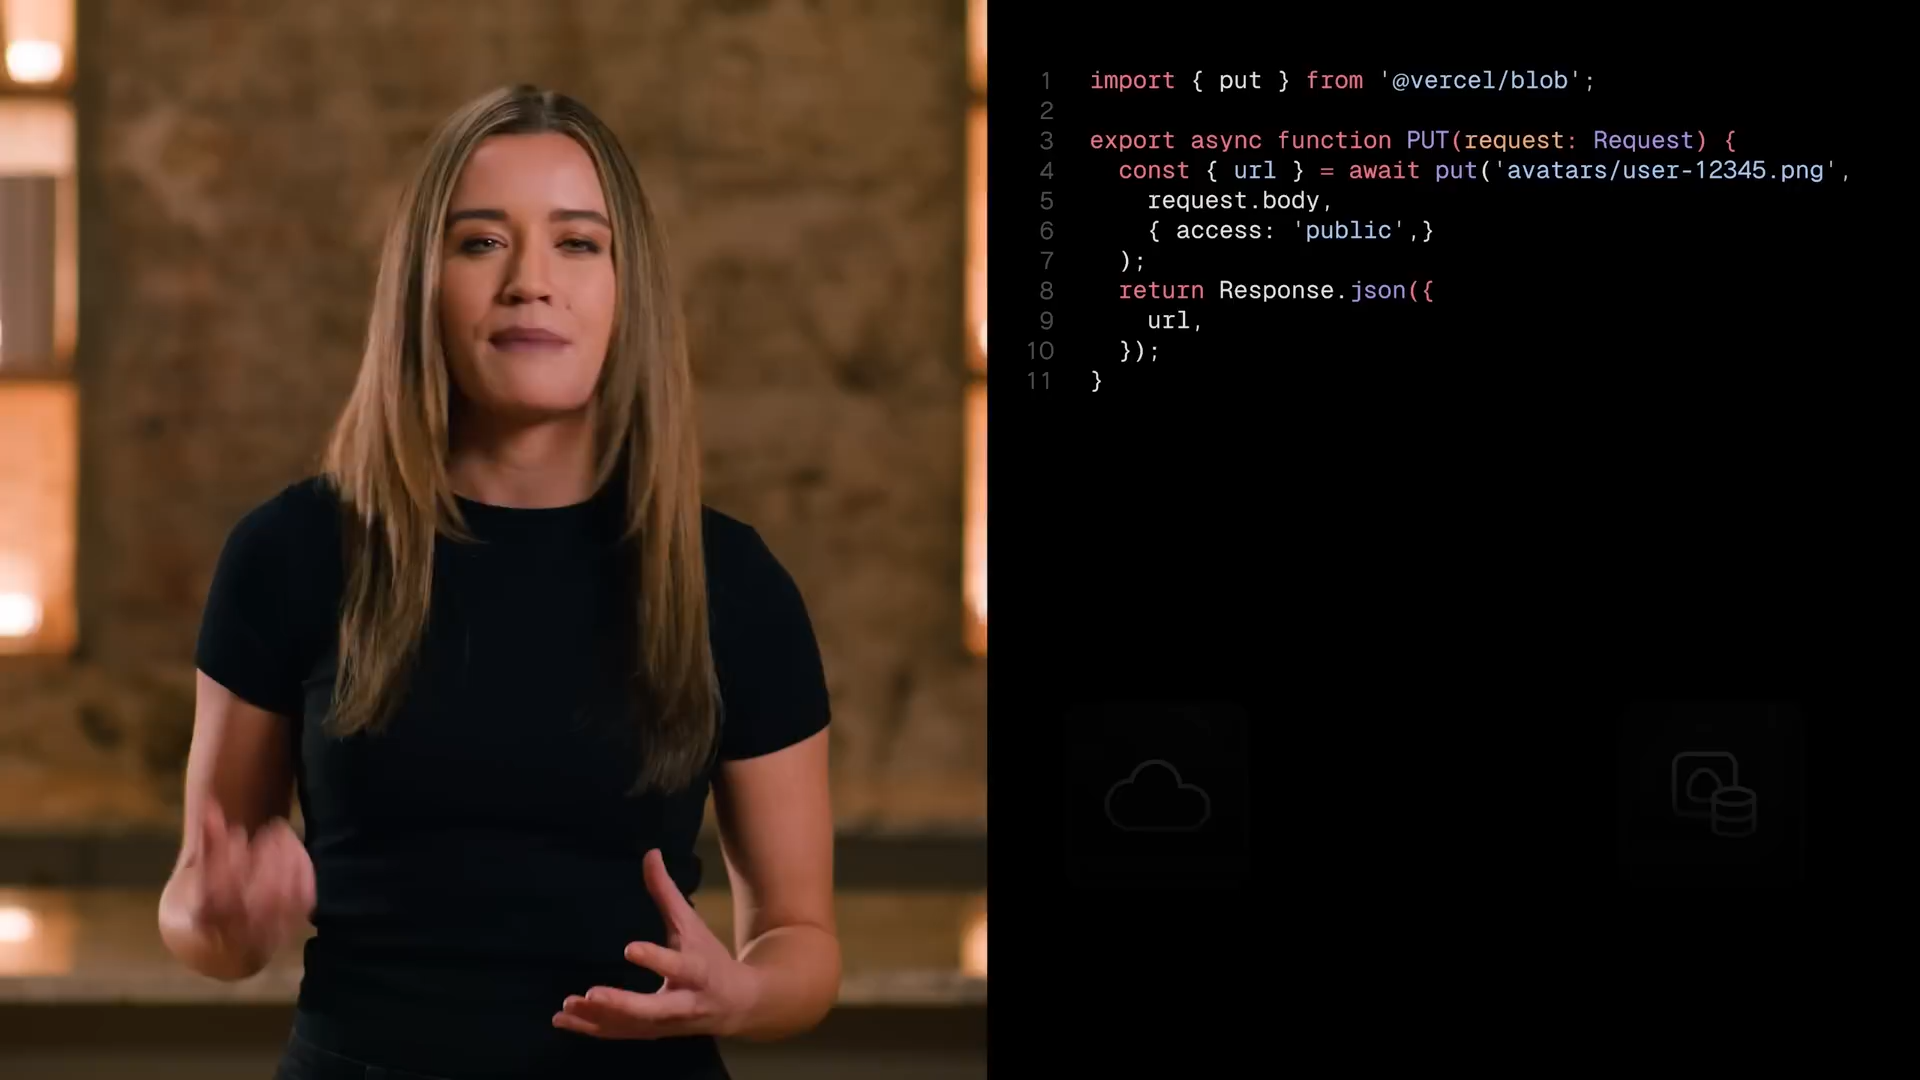 1 import { put } from '@vercel/blob';
2
3 export async function PUT(request: Request) {
4 const { url } = await put('avatars/user-12345.png',
5 request.body,
6 { access: 'public',}
7 );
8 return Response.json({
9 url,
10 });
11 }